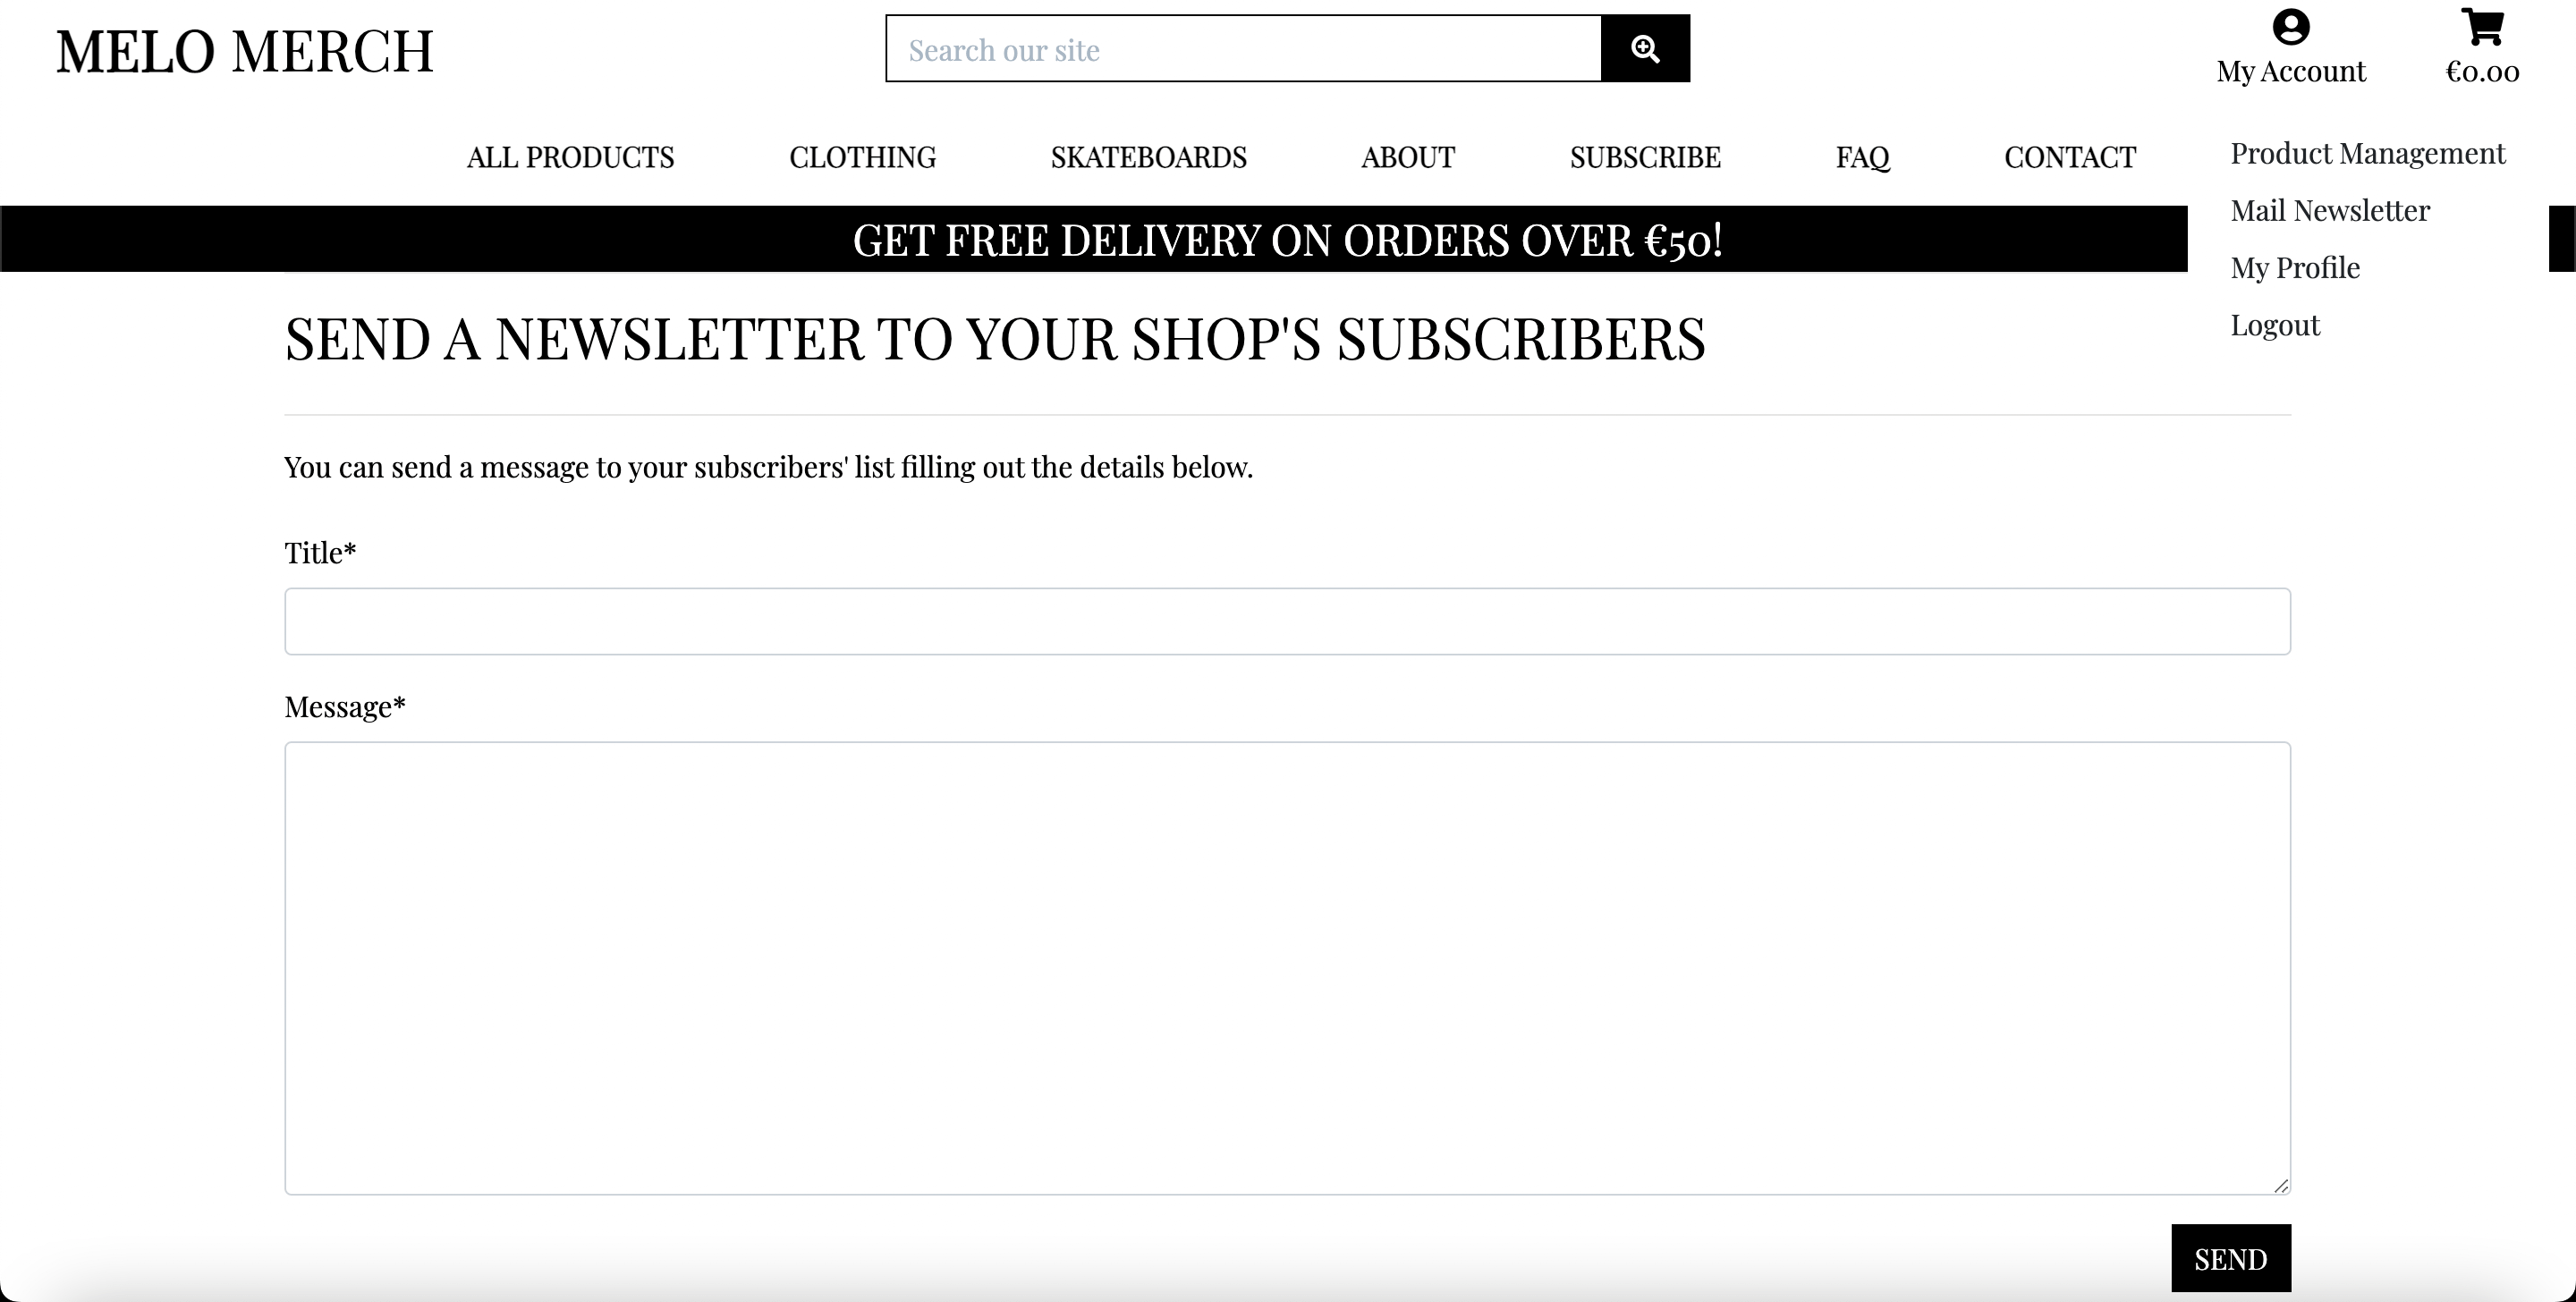 MELO MERCH
Search our site
My Account
€0.00
ALL PRODUCTS CLOTHING SKATEBOARDS ABOUT SUBSCRIBE FAQ CONTACT
Product Management
Mail Newsletter
My Profile
Logout
GET FREE DELIVERY ON ORDERS OVER €50!
SEND A NEWSLETTER TO YOUR SHOP'S SUBSCRIBERS
You can send a message to your subscribers' list filling out the details below.
Title*
Message*
SEND